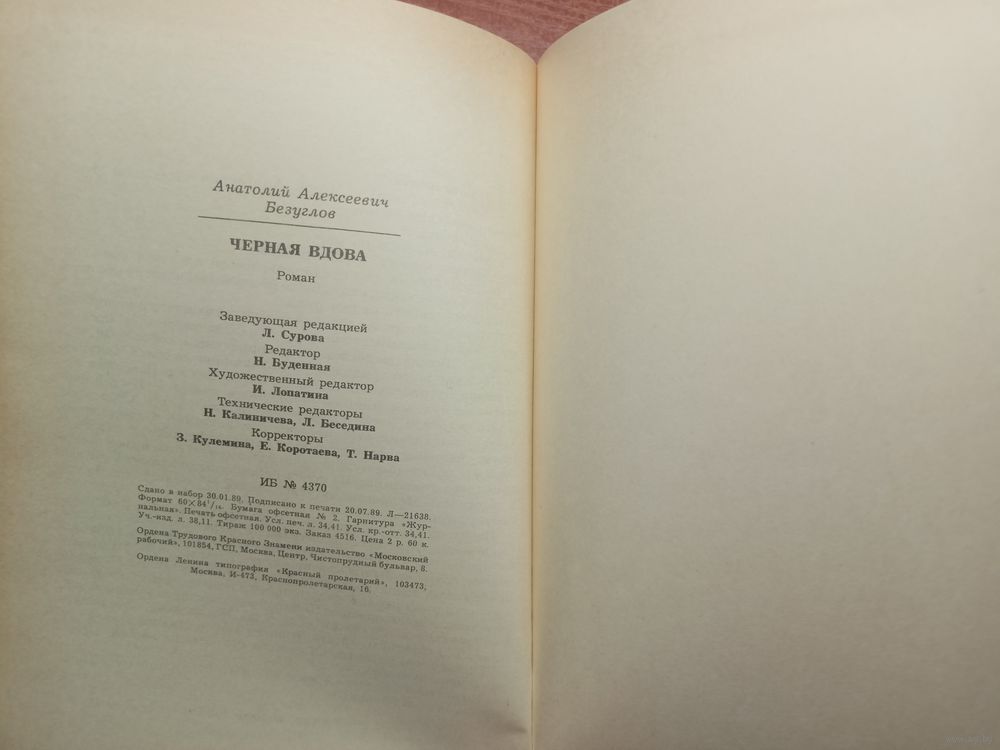 Анатолий Алексеевич
Безуглов
ЧЕРНАЯ ВДОВА
Роман
Заведующая редакцией
Л. Сурова
Редактор
Н. Буденная
Художественный редактор
И. Лопатина
Технические редакторы
Н. Калиничева, Л. Беседина
Корректоры
З. Кулемина, Е. Коротаева, Т. Нарва
ИБ № 4370
Сдано в набор 30.01.89. Подписано к печати 20.07.89. Л—21638.
Формат 60×84¹/₁₆. Бумага офсетная № 2. Гарнитура «Жур-
нальная». Печать офсетная. Усл. печ. л. 34,41. Усл. кр.-отт. 34,41.
Уч.-изд. л. 38,11. Тираж 100 000 экз. Заказ 4516. Цена 2 р. 60 к.
Ордена Трудового Красного Знамени издательство «Московский
рабочий», 101854, ГСП, Москва, Центр, Чистопрудный бульвар, 8.
Ордена Ленина типография «Красный пролетарий», 103473,
Москва, И-473, Краснопролетарская, 16.